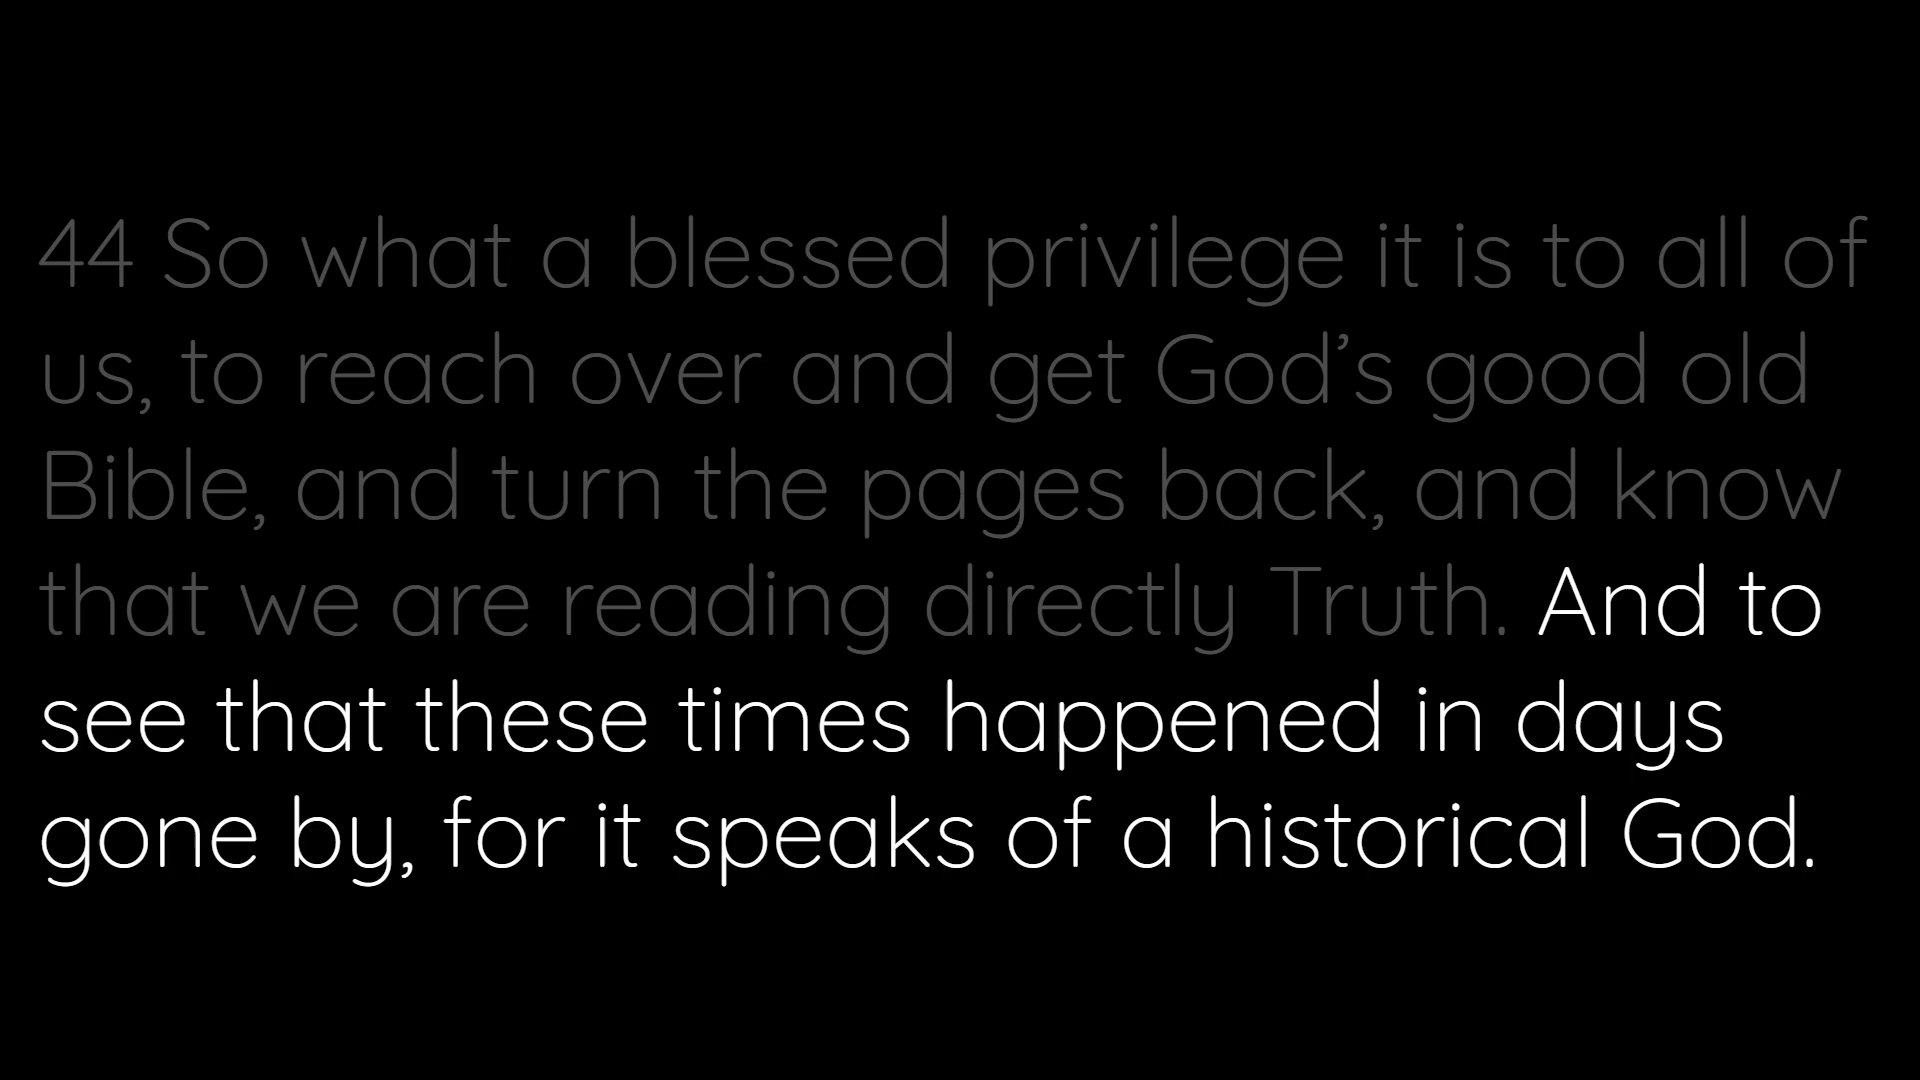 44 So what a blessed privilege it is to all of
us, to reach over and get God’s good old
Bible, and turn the pages back, and know
that we are reading directly Truth. And to
see that these times happened in days
gone by, for it speaks of a historical God.